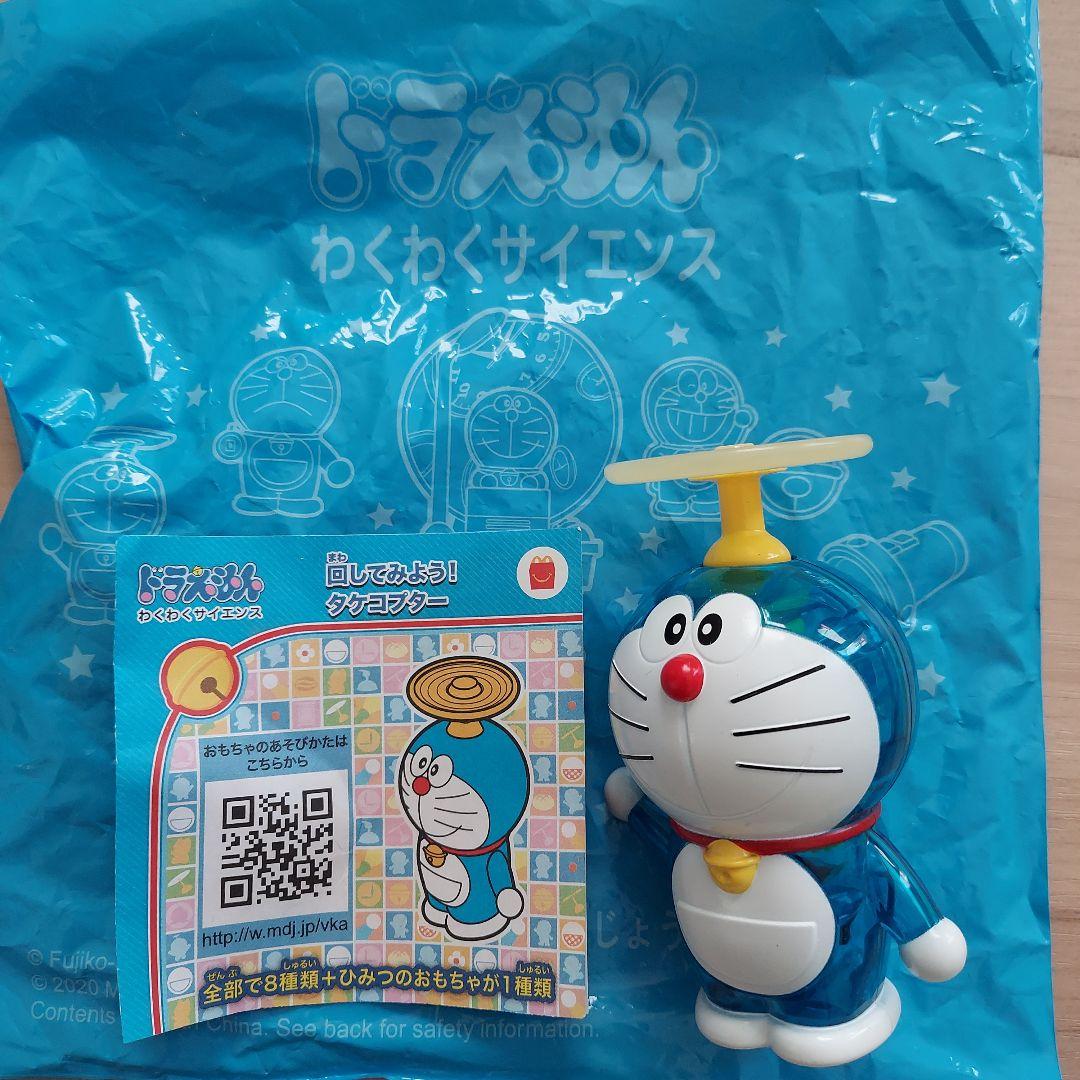 ドラえもん
わくわくサイエンス
ドラえもん
わくわくサイエンス
まわ
回してみよう!
タケコプター
おもちゃのあそびかたは
こちらから
http://w.mdj.jp/vka
ぜんぶ しゅるい しゅるい
全部で8種類+ひみつのおもちゃが1種類
じょう
© Fujiko-
© 2020 M
Contents
China. See back for safety information.